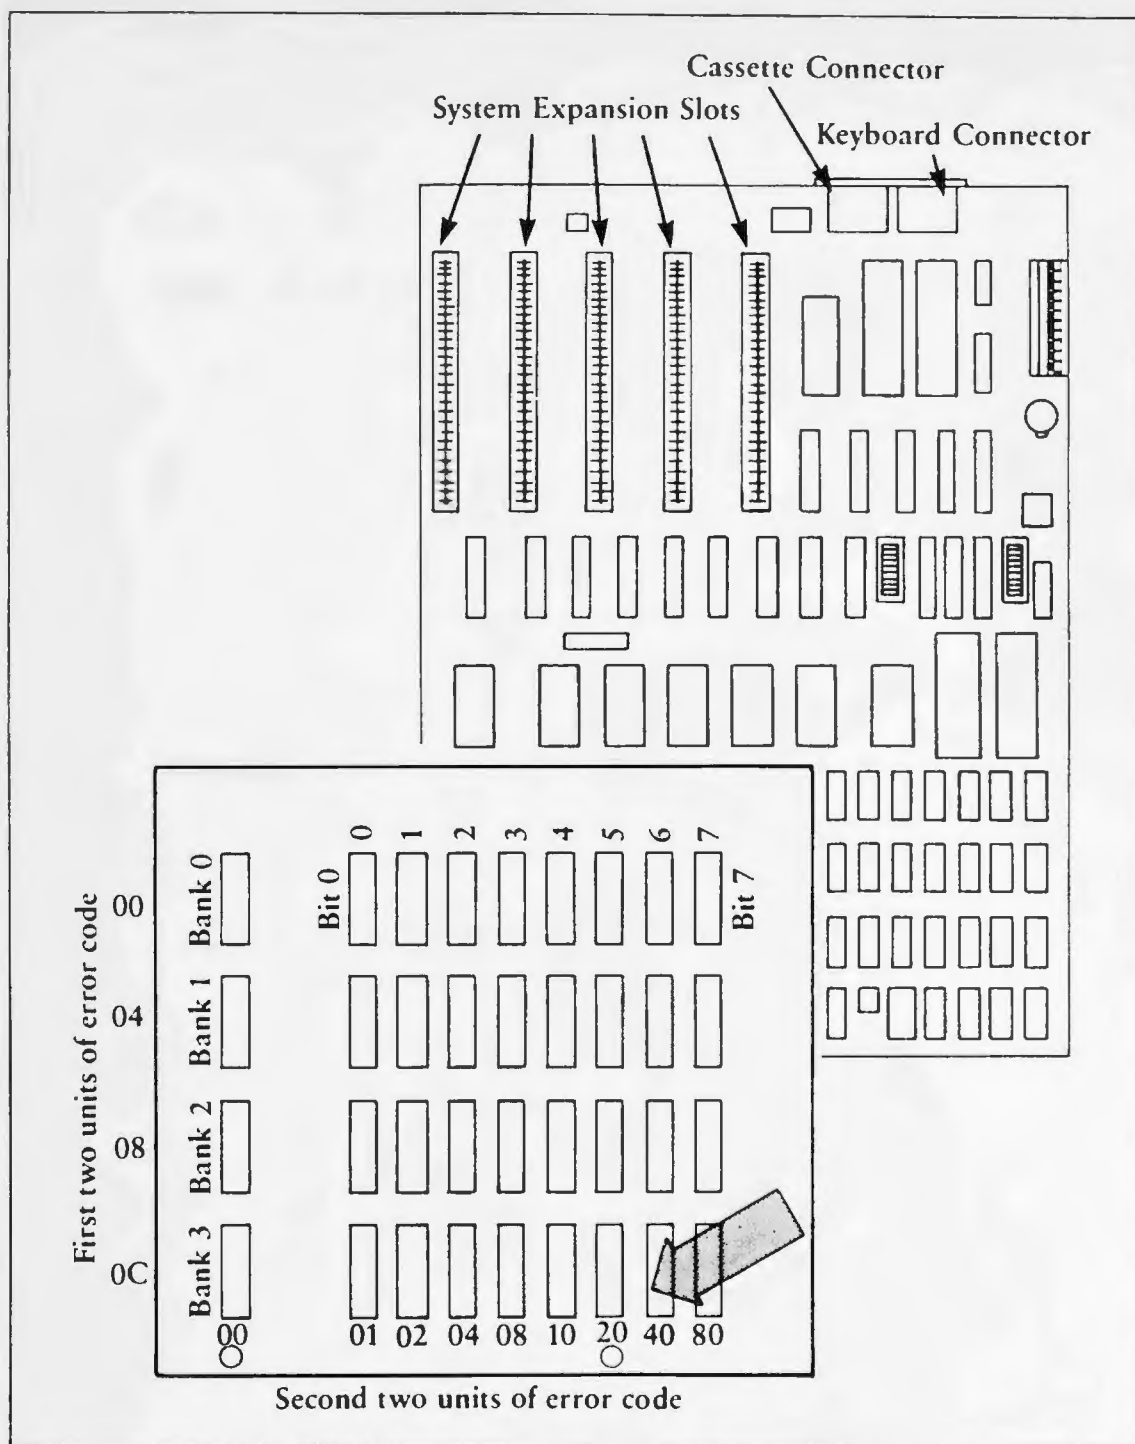 Cassette Connector
System Expansion Slots
Keyboard Connector
0 1 2 3 4 5 6 7
First two units of error code
00 Bank 0 Bit 0 Bit 7
04 Bank 1
08 Bank 2
0C Bank 3
00 01 02 04 08 10 20 40 80
Second two units of error code